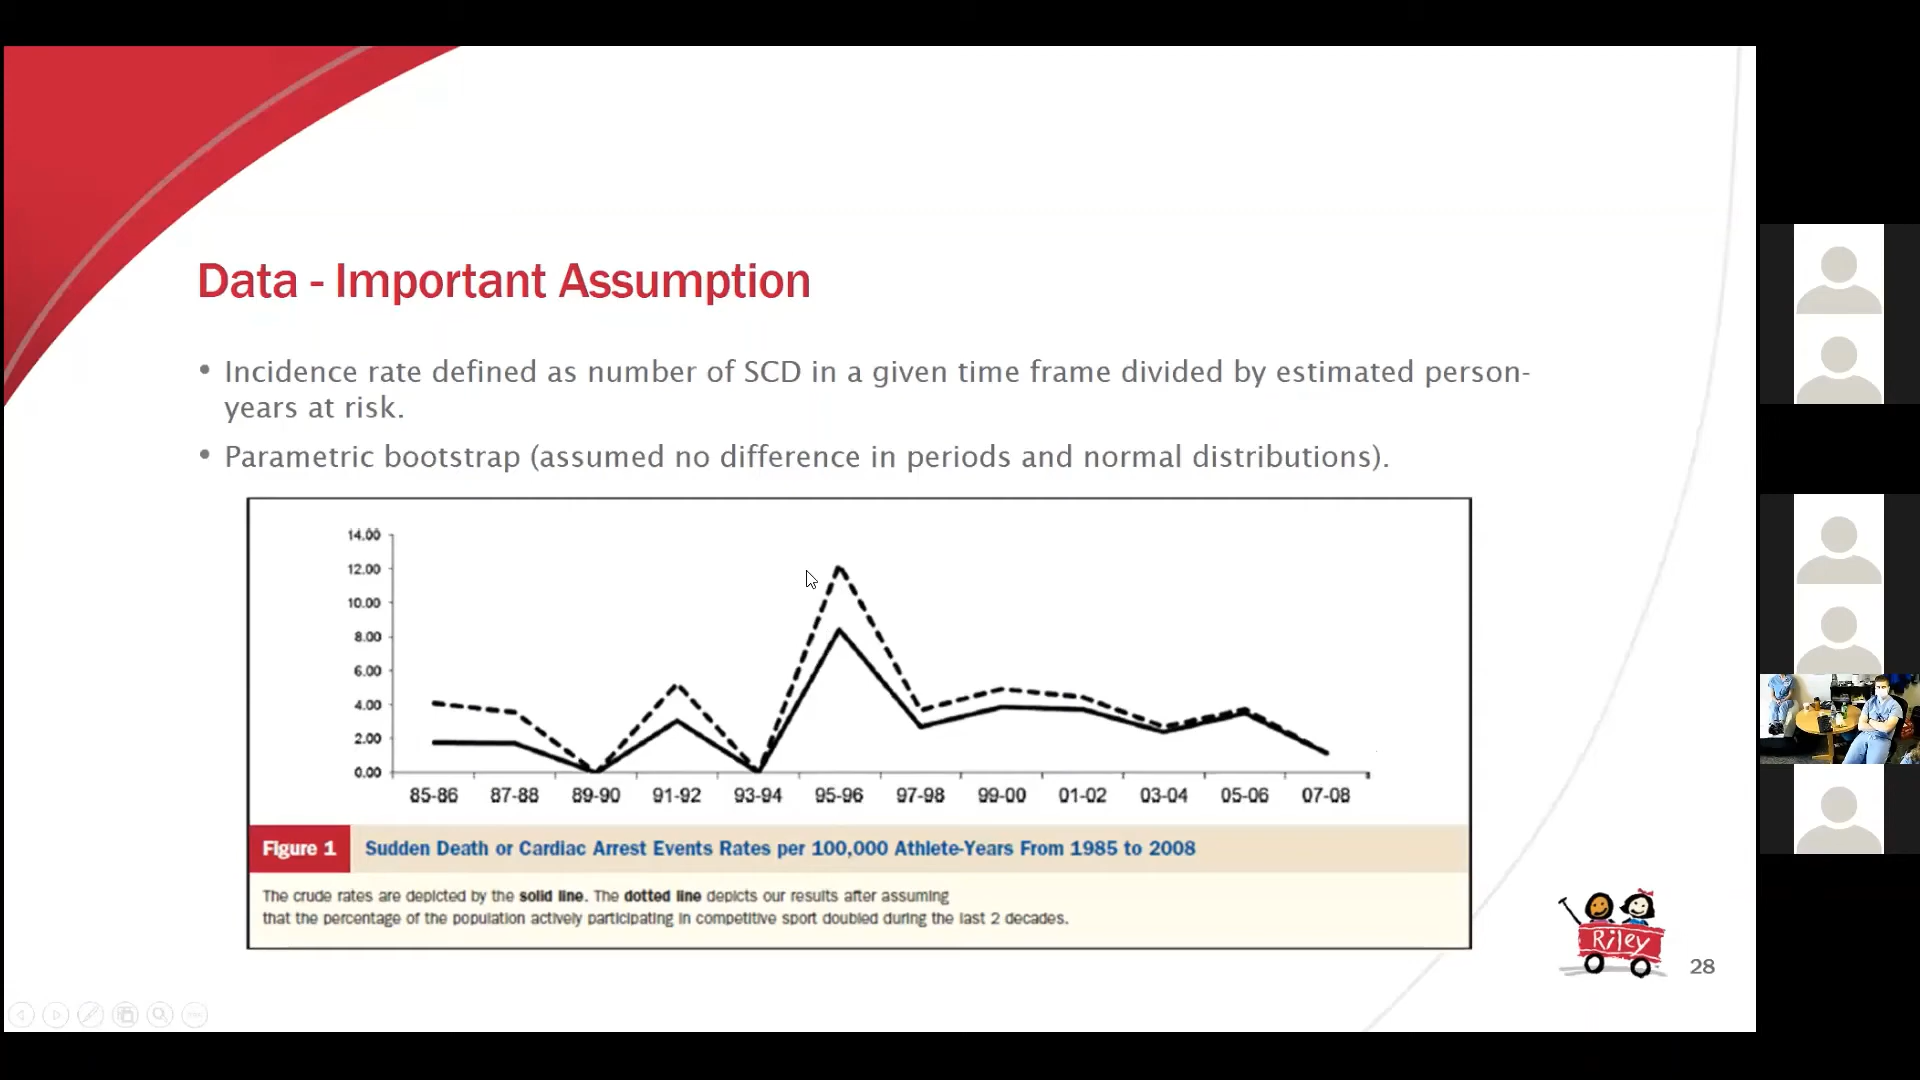 Data - Important Assumption
• Incidence rate defined as number of SCD in a given time frame divided by estimated person-
years at risk.
• Parametric bootstrap (assumed no difference in periods and normal distributions).
14.00
12.00
10.00
8.00
6.00
4.00
2.00
0.00
85-86 87-88 89-90 91-92 93-94 95-96 97-98 99-00 01-02 03-04 05-06 07-08
Figure 1 Sudden Death or Cardiac Arrest Events Rates per 100,000 Athlete-Years From 1985 to 2008
The crude rates are depicted by the solid line. The dotted line depicts our results after assuming
that the percentage of the population actively participating in competitive sport doubled during the last 2 decades.
Riley
28